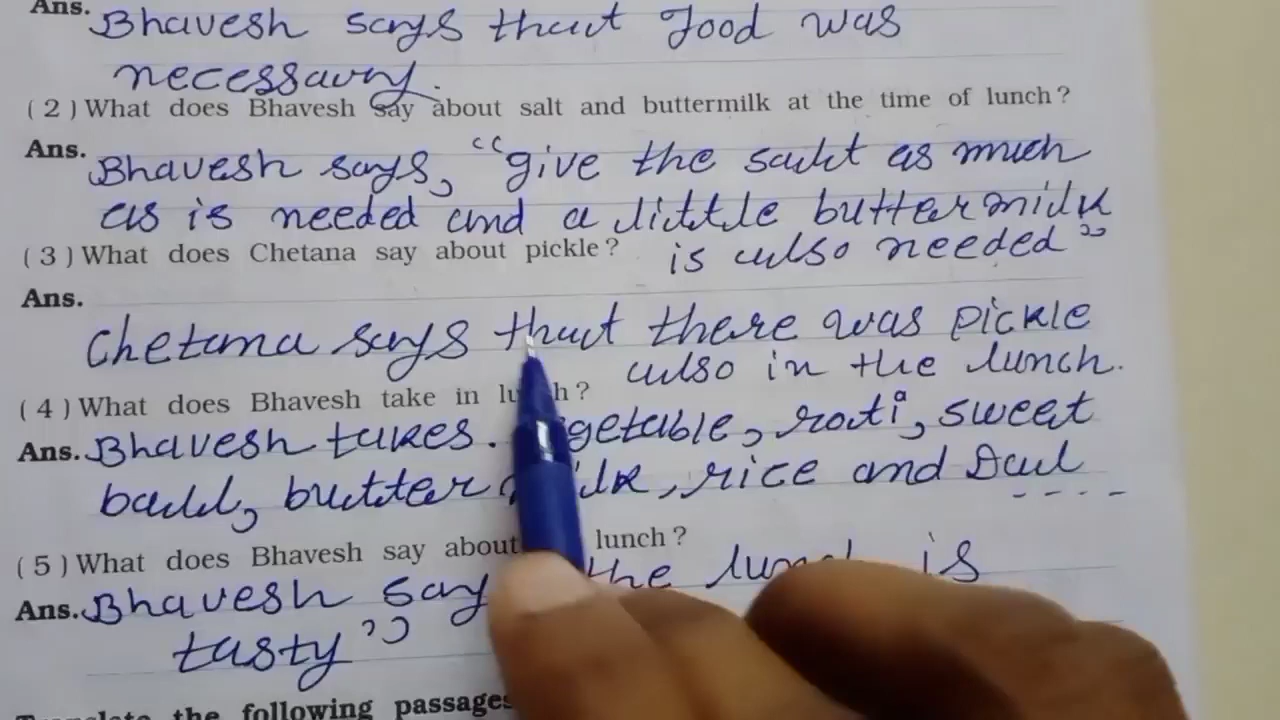 Ans. Bhavesh says that food was
necessary.
(2) What does Bhavesh say about salt and buttermilk at the time of lunch?
Ans. Bhavesh says, "give the salt as much
as is needed and a little buttermilk
is also needed"
(3) What does Chetana say about pickle?
Ans.
Chetana says that there was pickle
also in the lunch.
(4) What does Bhavesh take in
Ans. Bhavesh takes. roti, sweet
ball, butter rice and Daul
(5) What does Bhavesh say about lunch?
Ans. Bhavesh say the lunch is
tasty"
the following passages